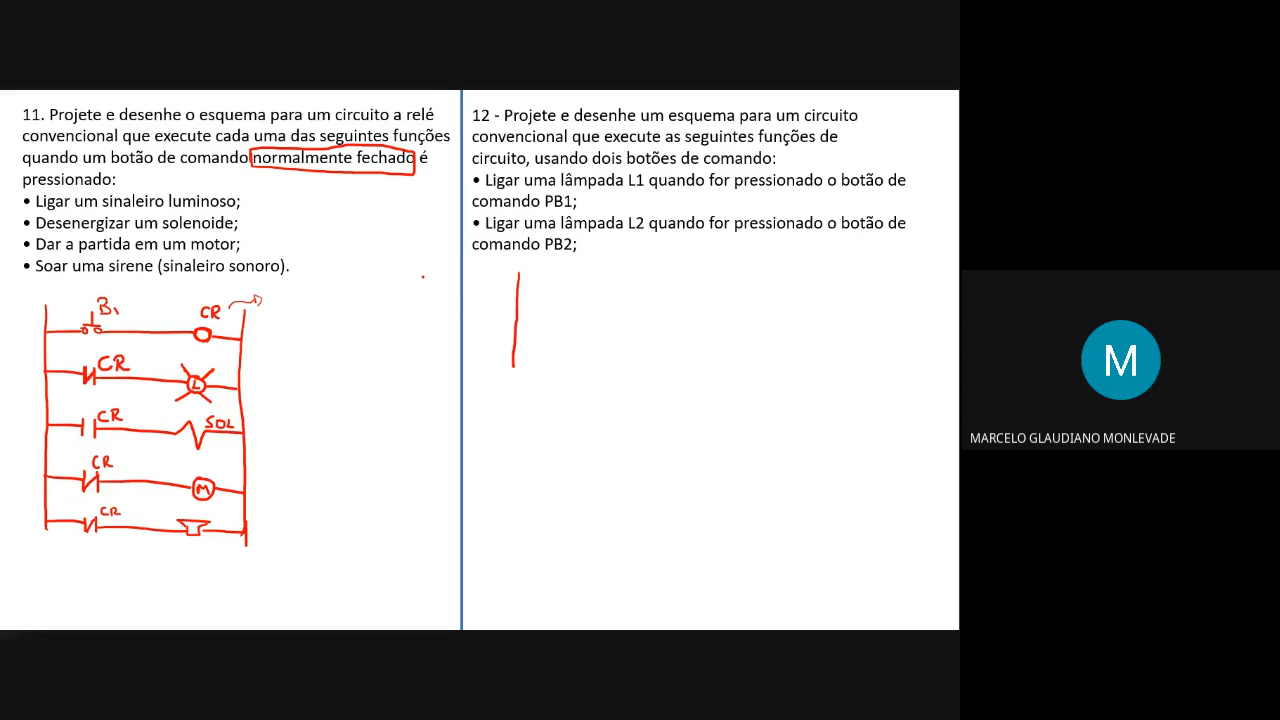 11. Projete e desenhe o esquema para um circuito a relé
convencional que execute cada uma das seguintes funções
quando um botão de comando normalmente fechado é
pressionado:
• Ligar um sinaleiro luminoso;
• Desenergizar um solenoide;
• Dar a partida em um motor;
• Soar uma sirene (sinaleiro sonoro).
B1
CR
CR
L
CR
SOL
CR
M
CR
12 - Projete e desenhe um esquema para um circuito
convencional que execute as seguintes funções de
circuito, usando dois botões de comando:
• Ligar uma lâmpada L1 quando for pressionado o botão de
comando PB1;
• Ligar uma lâmpada L2 quando for pressionado o botão de
comando PB2;
M
MARCELO GLAUDIANO MONLEVADE